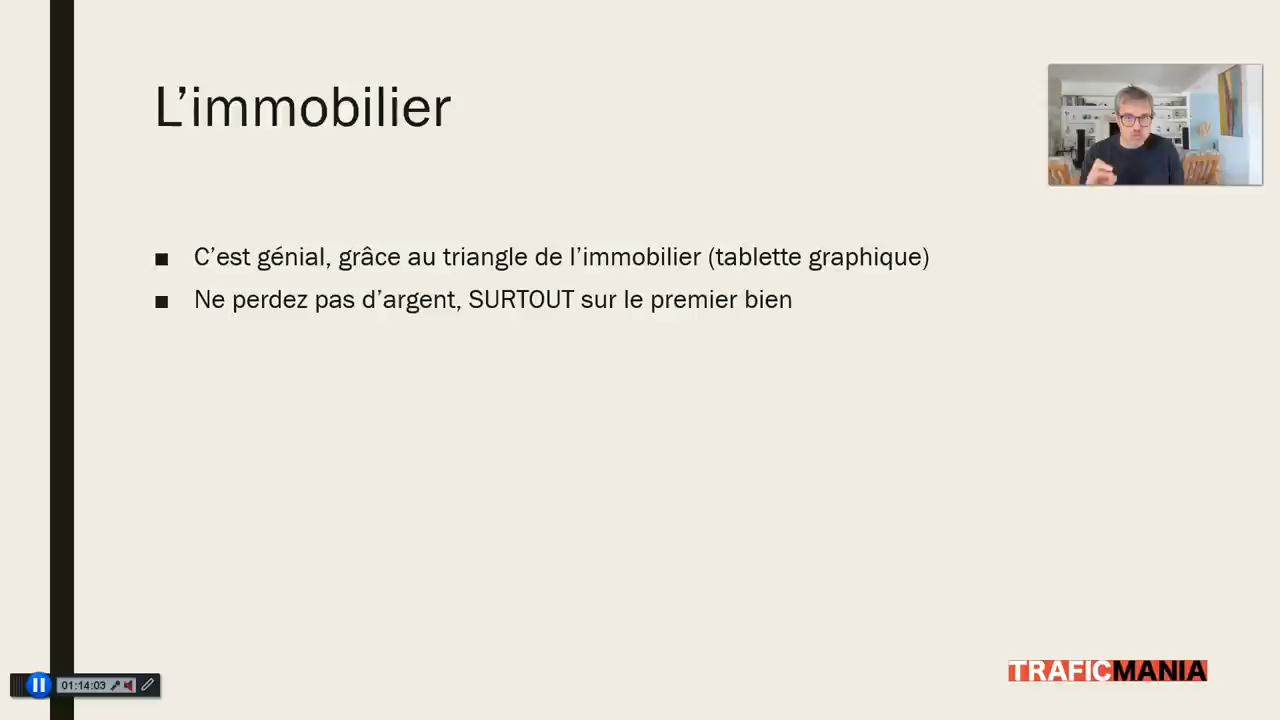 L’immobilier
■ C’est génial, grâce au triangle de l’immobilier (tablette graphique)
■ Ne perdez pas d’argent, SURTOUT sur le premier bien
TRAFICMANIA
01:14:03